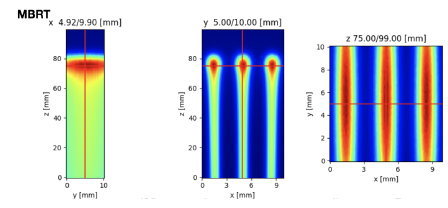 MBRT
x 4.92/9.90 [mm]
80
60
40
20
0
z [mm]
0 10
y [mm]
y 5.00/10.00 [mm]
80
60
40
20
0
z [mm]
0 3 6 9
x [mm]
z 75.00/99.00 [mm]
10
8
6
4
2
0
y [mm]
0 3 6 9
x [mm]